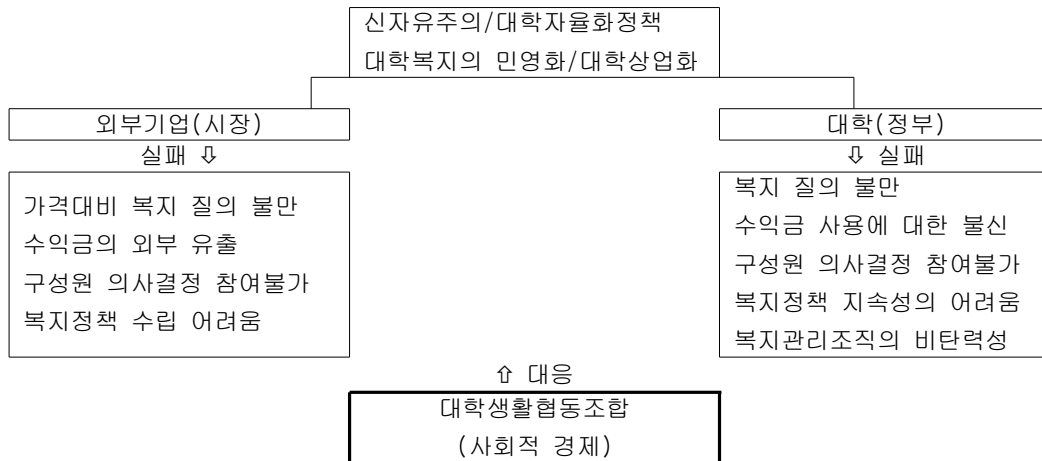 신자유주의/대학자율화정책
대학복지의 민영화/대학상업화
외부기업(시장)
실패 ⇩
가격대비 복지 질의 불만
수익금의 외부 유출
구성원 의사결정 참여불가
복지정책 수립 어려움
대학(정부)
⇩ 실패
복지 질의 불만
수익금 사용에 대한 불신
구성원 의사결정 참여불가
복지정책 지속성의 어려움
복지관리조직의 비탄력성
⇧ 대응
대학생활협동조합
(사회적 경제)